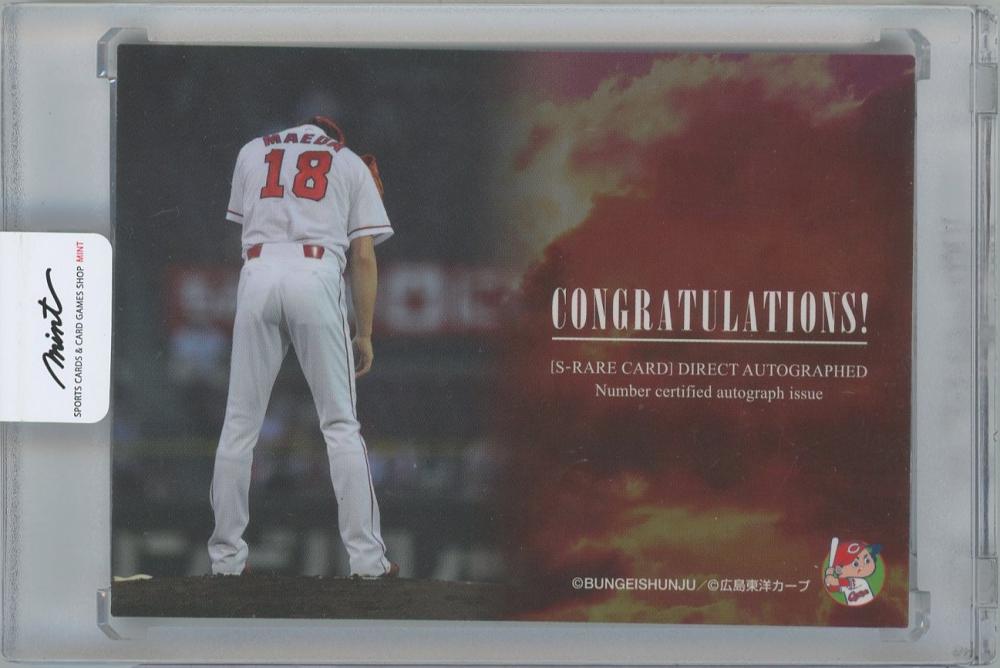 MAEDA
18
CONGRATULATIONS!
[S-RARE CARD] DIRECT AUTOGRAPHED
Number certified autograph issue
©BUNGEISHUNJU／©広島東洋カープ
C
Carp
mint
SPORTS CARDS & CARD GAMES SHOP MINT